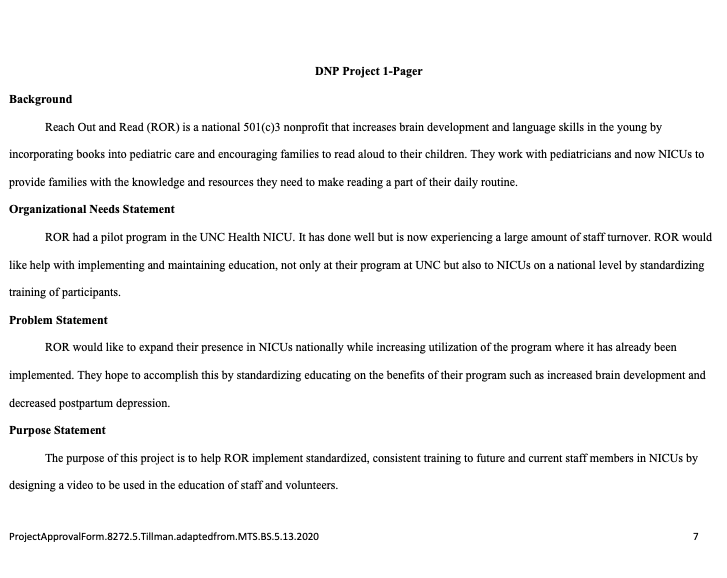 DNP Project 1-Pager
Background
Reach Out and Read (ROR) is a national 501(c)3 nonprofit that increases brain development and language skills in the young by
incorporating books into pediatric care and encouraging families to read aloud to their children. They work with pediatricians and now NICUs to
provide families with the knowledge and resources they need to make reading a part of their daily routine.
Organizational Needs Statement
ROR had a pilot program in the UNC Health NICU. It has done well but is now experiencing a large amount of staff turnover. ROR would
like help with implementing and maintaining education, not only at their program at UNC but also to NICUs on a national level by standardizing
training of participants.
Problem Statement
ROR would like to expand their presence in NICUs nationally while increasing utilization of the program where it has already been
implemented. They hope to accomplish this by standardizing educating on the benefits of their program such as increased brain development and
decreased postpartum depression.
Purpose Statement
The purpose of this project is to help ROR implement standardized, consistent training to future and current staff members in NICUs by
designing a video to be used in the education of staff and volunteers.
ProjectApprovalForm.8272.5.Tillman.adaptedfrom.MTS.BS.5.13.2020 7